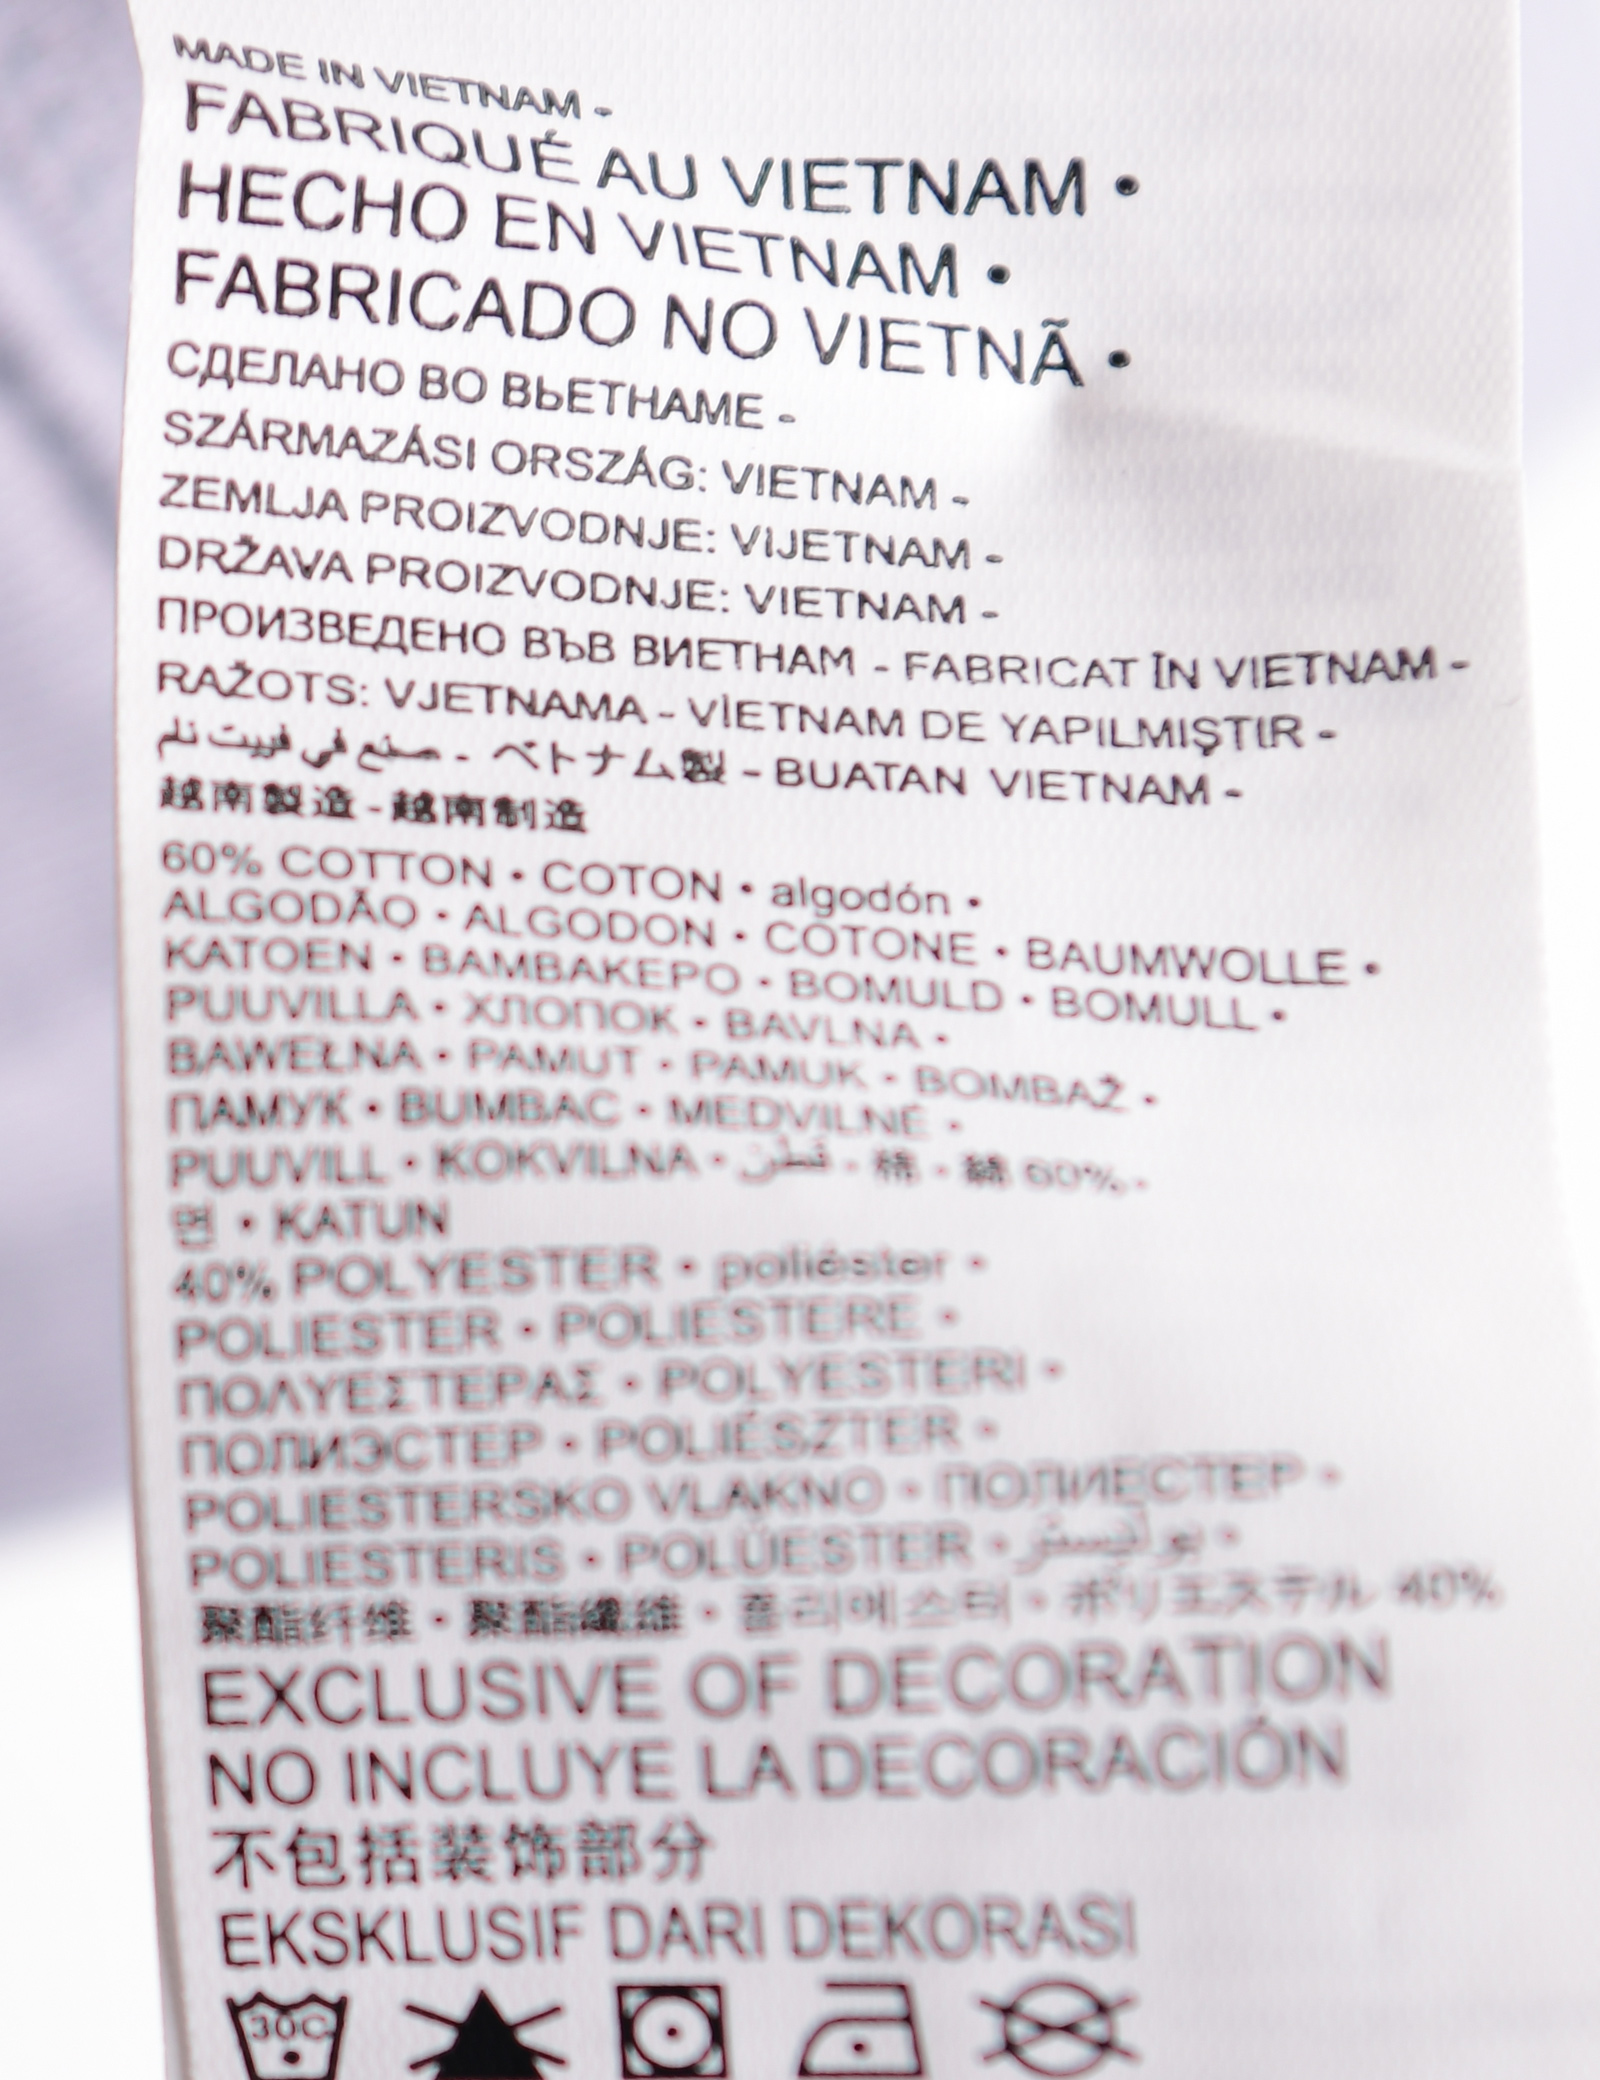 MADE IN VIETNAM -
FABRIQUÉ AU VIETNAM •
HECHO EN VIETNAM •
FABRICADO NO VIETNÃ •
СДЕЛАНО ВО ВЬЕТНАМЕ -
SZÁRMAZÁSI ORSZÁG: VIETNAM -
ZEMLJA PROIZVODNJE: VIJETNAM -
DRŽAVA PROIZVODNJE: VIETNAM -
ПРОИЗВЕДЕНО ВЪВ ВИЕТНАМ - FABRICAT ÎN VIETNAM -
RAŽOTS: VJETNAMA - VİETNAM DE YAPILMIŞTIR -
صنع في فييت نام - ベトナム製 - BUATAN VIETNAM -
越南製造 - 越南制造
60% COTTON • COTON • algodón •
ALGODÃO • ALGODON • COTONE • BAUMWOLLE •
KATOEN • ΒΑΜΒΑΚΕΡΟ • BOMULD • BOMULL •
PUUVILLA • ХЛОПОК • BAVLNA •
BAWEŁNA • PAMUT • PAMUK • BOMBAŽ •
ПАМУК • BUMBAC • MEDVILNĖ •
PUUVILL • KOKVILNA • قطن • 棉 • 綿 60% •
면 • KATUN
40% POLYESTER • poliéster •
POLIESTER • POLIESTERE •
ΠΟΛΥΕΣΤΕΡΑΣ • POLYESTERI •
ПОЛИЭСТЕР • POLIÉSZTER •
POLIESTERSKO VLAKNO • ПОЛИЕСТЕР •
POLIESTERIS • POLÜESTER • بوليستر •
聚酯纤维 • 聚酯纖維 • 폴리에스터 • ポリエステル 40%
EXCLUSIVE OF DECORATION
NO INCLUYE LA DECORACIÓN
不包括装饰部分
EKSKLUSIF DARI DEKORASI
30C